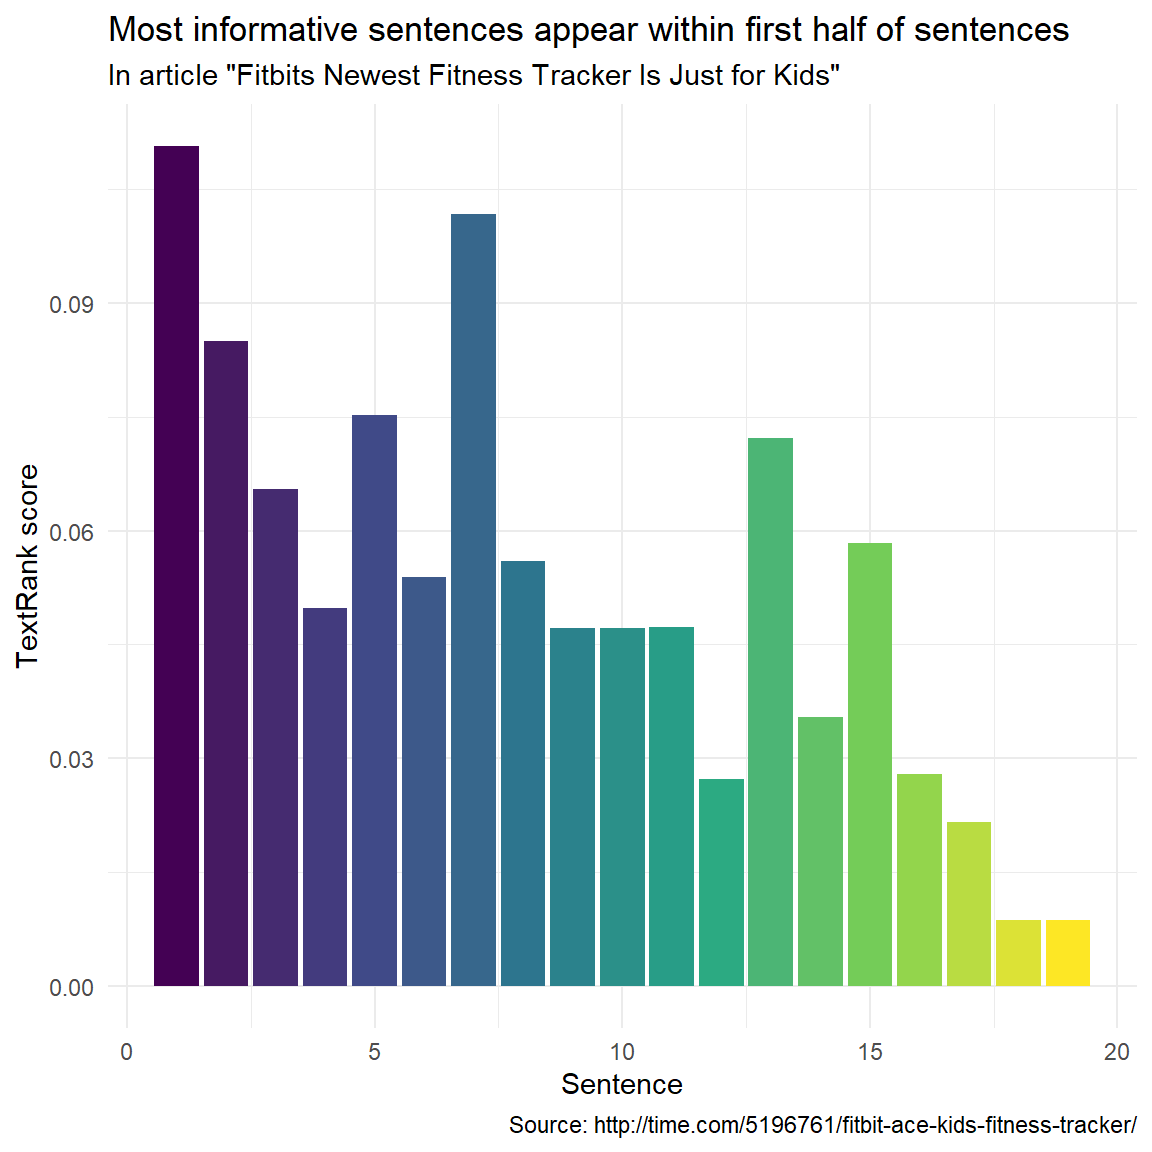 Most informative sentences appear within first half of sentences
In article "Fitbits Newest Fitness Tracker Is Just for Kids"
TextRank score
0.09
0.06
0.03
0.00
0 5 10 15 20
Sentence
Source: http://time.com/5196761/fitbit-ace-kids-fitness-tracker/